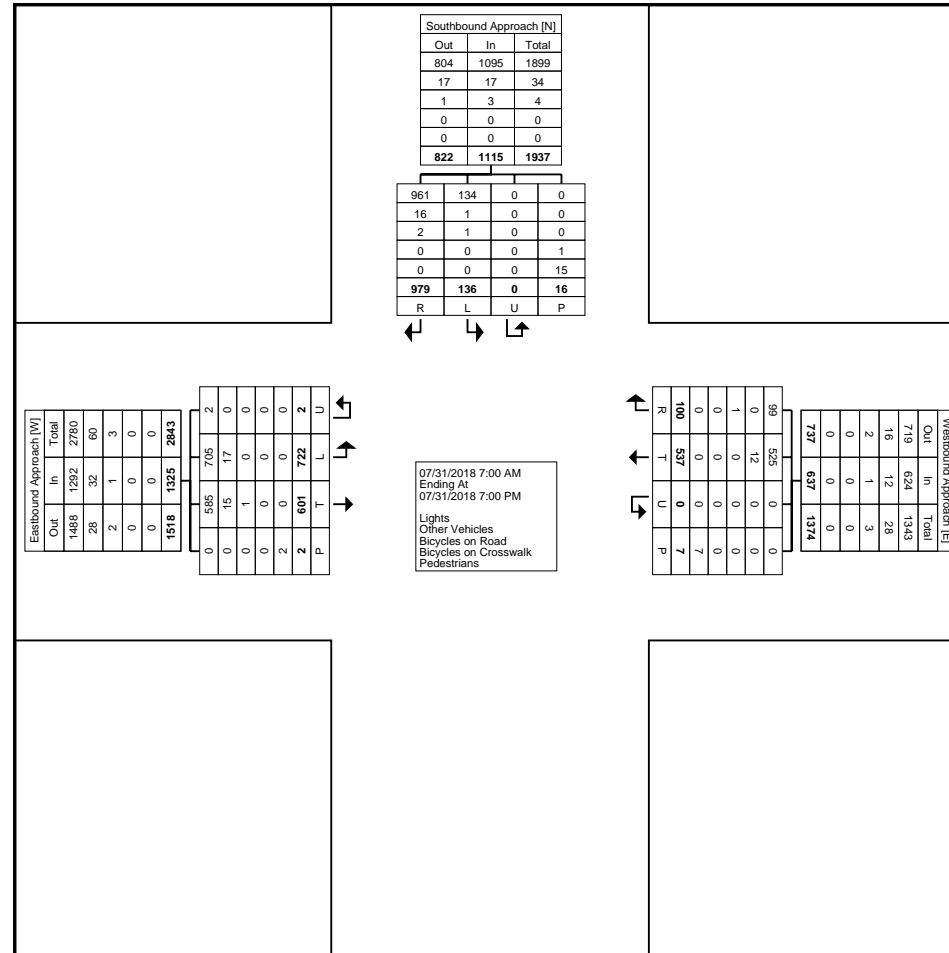 Southbound Approach [N]
Out In Total
804 1095 1899
17 17 34
1 3 4
0 0 0
0 0 0
822 1115 1937
961 134 0 0
16 1 0 0
2 1 0 0
0 0 0 1
0 0 0 15
979 136 0 16
R L U P
Eastbound Approach [W]
Out In Total
1488 1292 2780
28 32 60
2 1 3
0 0 0
0 0 0
1518 1325 2843
2 705 585 0
0 17 15 0
0 0 1 0
0 0 0 0
0 0 0 2
2 722 601 2
U L T P
07/31/2018 7:00 AM
Ending At
07/31/2018 7:00 PM
Lights
Other Vehicles
Bicycles on Road
Bicycles on Crosswalk
Pedestrians
R T U P
100 537 0 7
0 0 0 7
0 0 0 0
1 0 0 0
0 12 0 0
99 525 0 0
Westbound Approach [E]
Out In Total
719 624 1343
16 12 28
2 1 3
0 0 0
0 0 0
737 637 1374